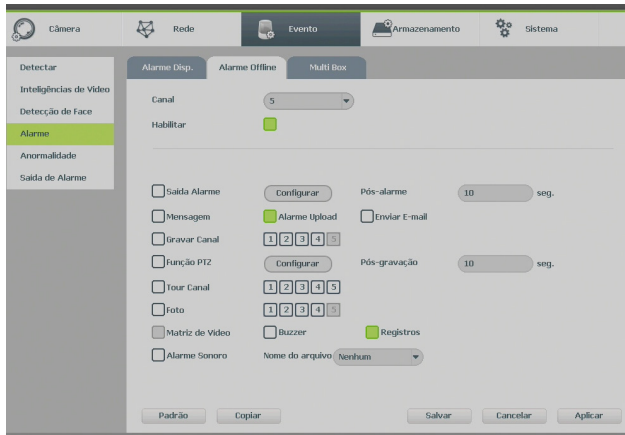 Câmera Rede Evento Armazenamento Sistema
Detectar
Inteligências de Vídeo
Detecção de Face
Alarme
Anormalidade
Saída de Alarme
Alarme Disp. Alarme Offline Multi Box
Canal 5
Habilitar
Saída Alarme Configurar Pós-alarme 10 seg.
Mensagem Alarme Upload Enviar E-mail
Gravar Canal 1 2 3 4 5
Função PTZ Configurar Pós-gravação 10 seg.
Tour Canal 1 2 3 4 5
Foto 1 2 3 4 5
Matriz de Vídeo Buzzer Registros
Alarme Sonoro Nome do arquivo Nenhum
Padrão Copiar Salvar Cancelar Aplicar